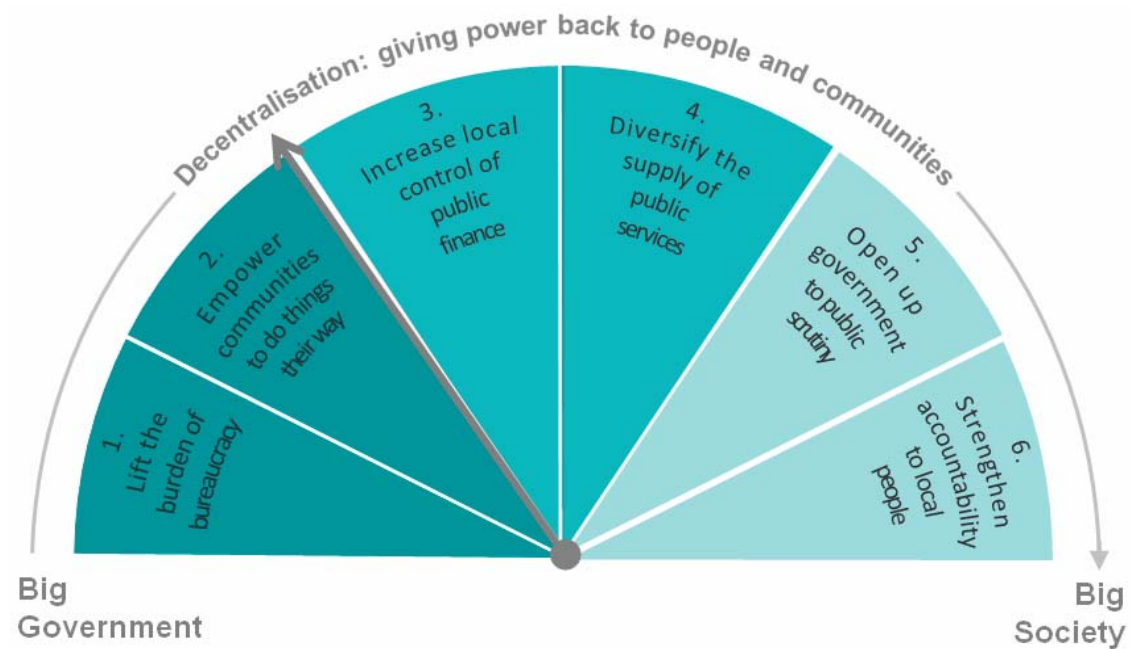 Decentralisation: giving power back to people and communities
1.
Lift the
burden of
bureaucracy
2.
Empower
communities
to do things
their way
3.
Increase local
control of
public
finance
4.
Diversify the
supply of
public
services
5.
Open up
government
to public
scrutiny
6.
Strengthen
accountability
to local
people
Big
Government
Big
Society